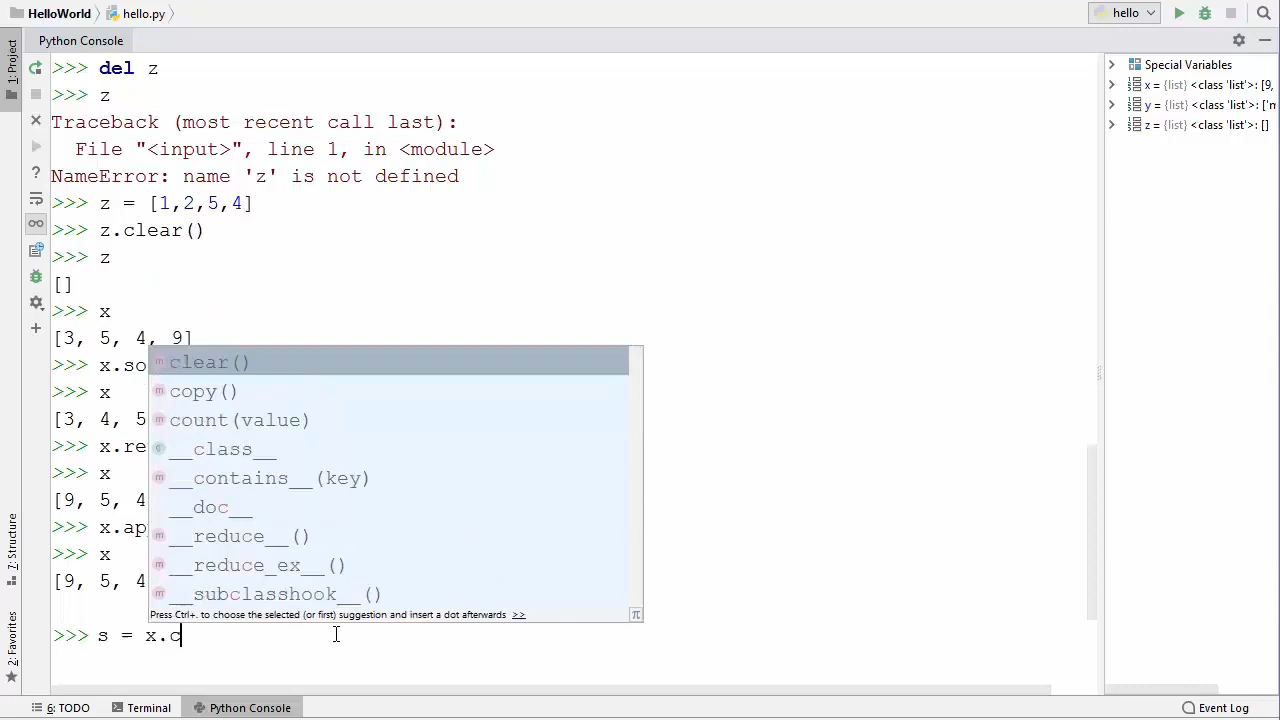 HelloWorld hello.py hello
Python Console
1: Project
>>> del z
>>> z
Traceback (most recent call last):
File "<input>", line 1, in <module>
NameError: name 'z' is not defined
>>> z = [1,2,5,4]
>>> z.clear()
>>> z
[]
>>> x
[3, 5, 4, 9]
>>> x.so
>>> x
[3, 4, 5
>>> x.re
>>> x
[9, 5, 4
>>> x.ap
>>> x
[9, 5, 4
>>> s = x.c
clear()
copy()
count(value)
__class__
__contains__(key)
__doc__
__reduce__()
__reduce_ex__()
__subclasshook__()
Press Ctrl+. to choose the selected (or first) suggestion and insert a dot afterwards >>
π
Special Variables
x = {list} <class 'list'>: [9,
y = {list} <class 'list'>: ['m
z = {list} <class 'list'>: []
7: Structure
2: Favorites
6: TODO Terminal Python Console Event Log